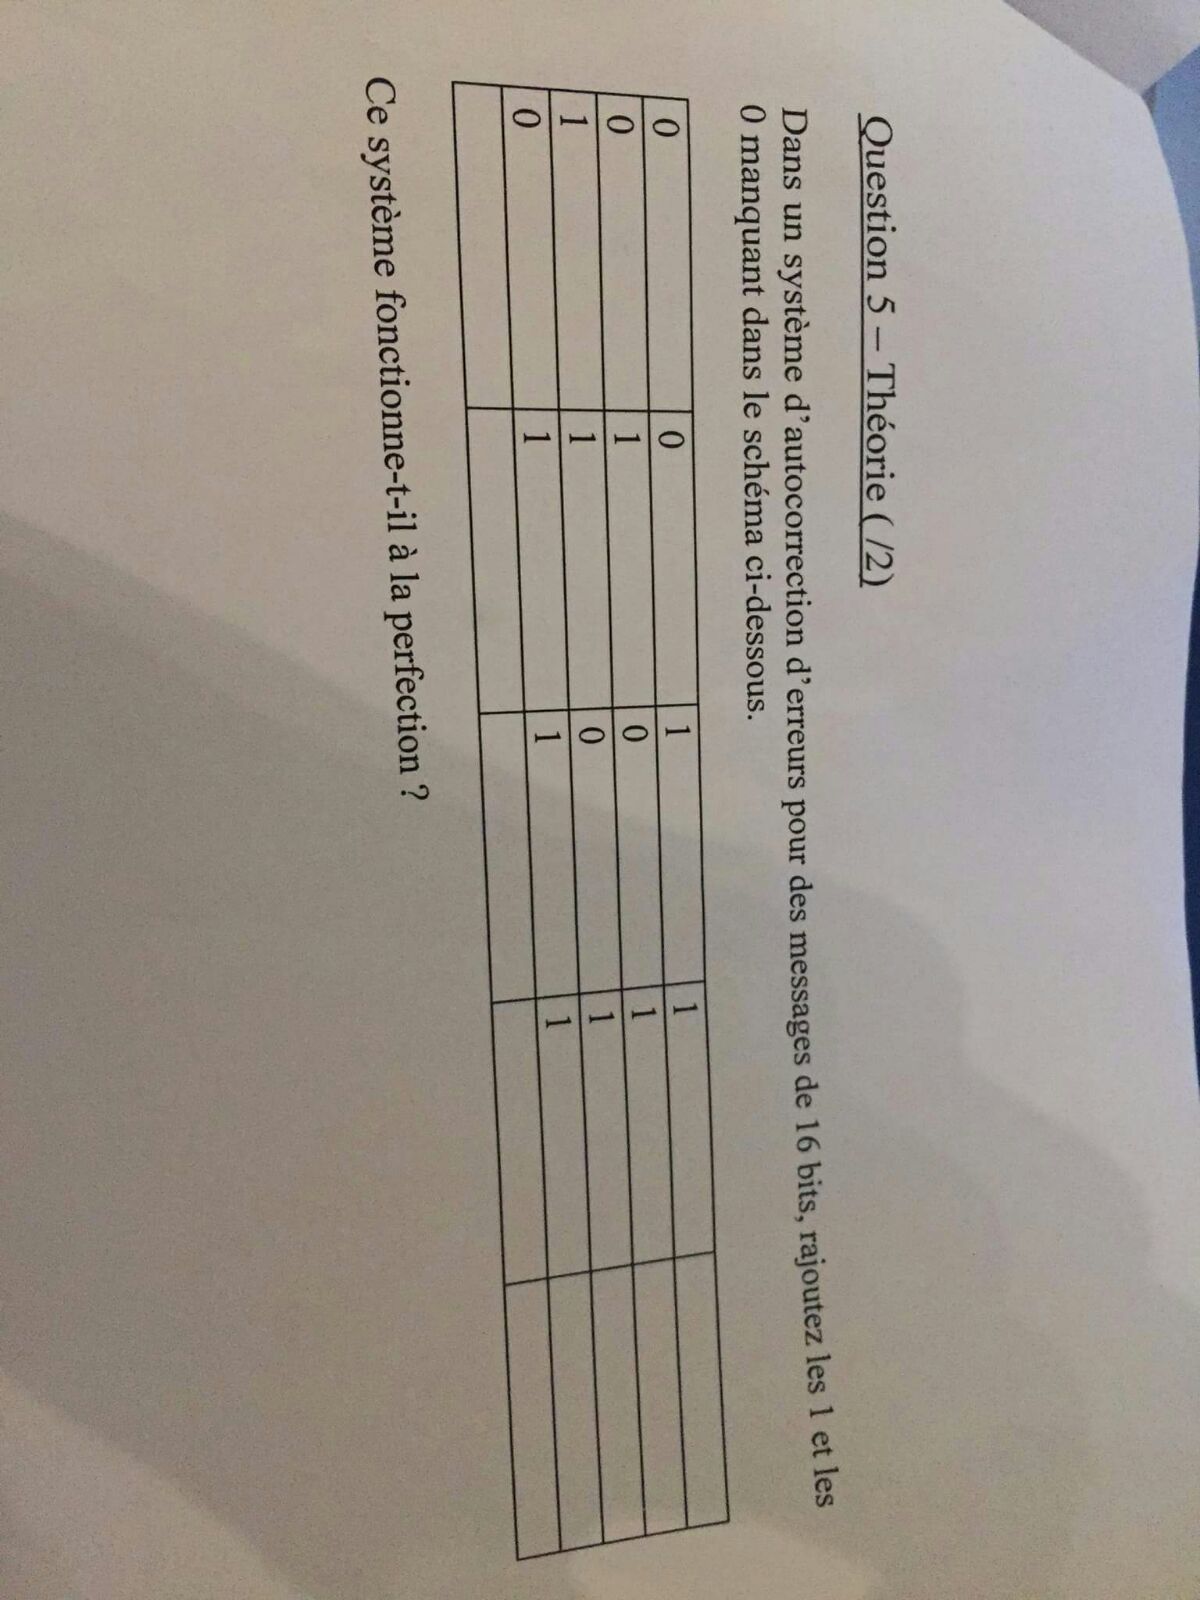 Question 5 – Théorie ( /2)
Dans un système d'autocorrection d'erreurs pour des messages de 16 bits, rajoutez les 1 et les
0 manquant dans le schéma ci-dessous.
0 0 1 1
0 1 0 1
1 1 0 1
0 1 1 1
Ce système fonctionne-t-il à la perfection ?